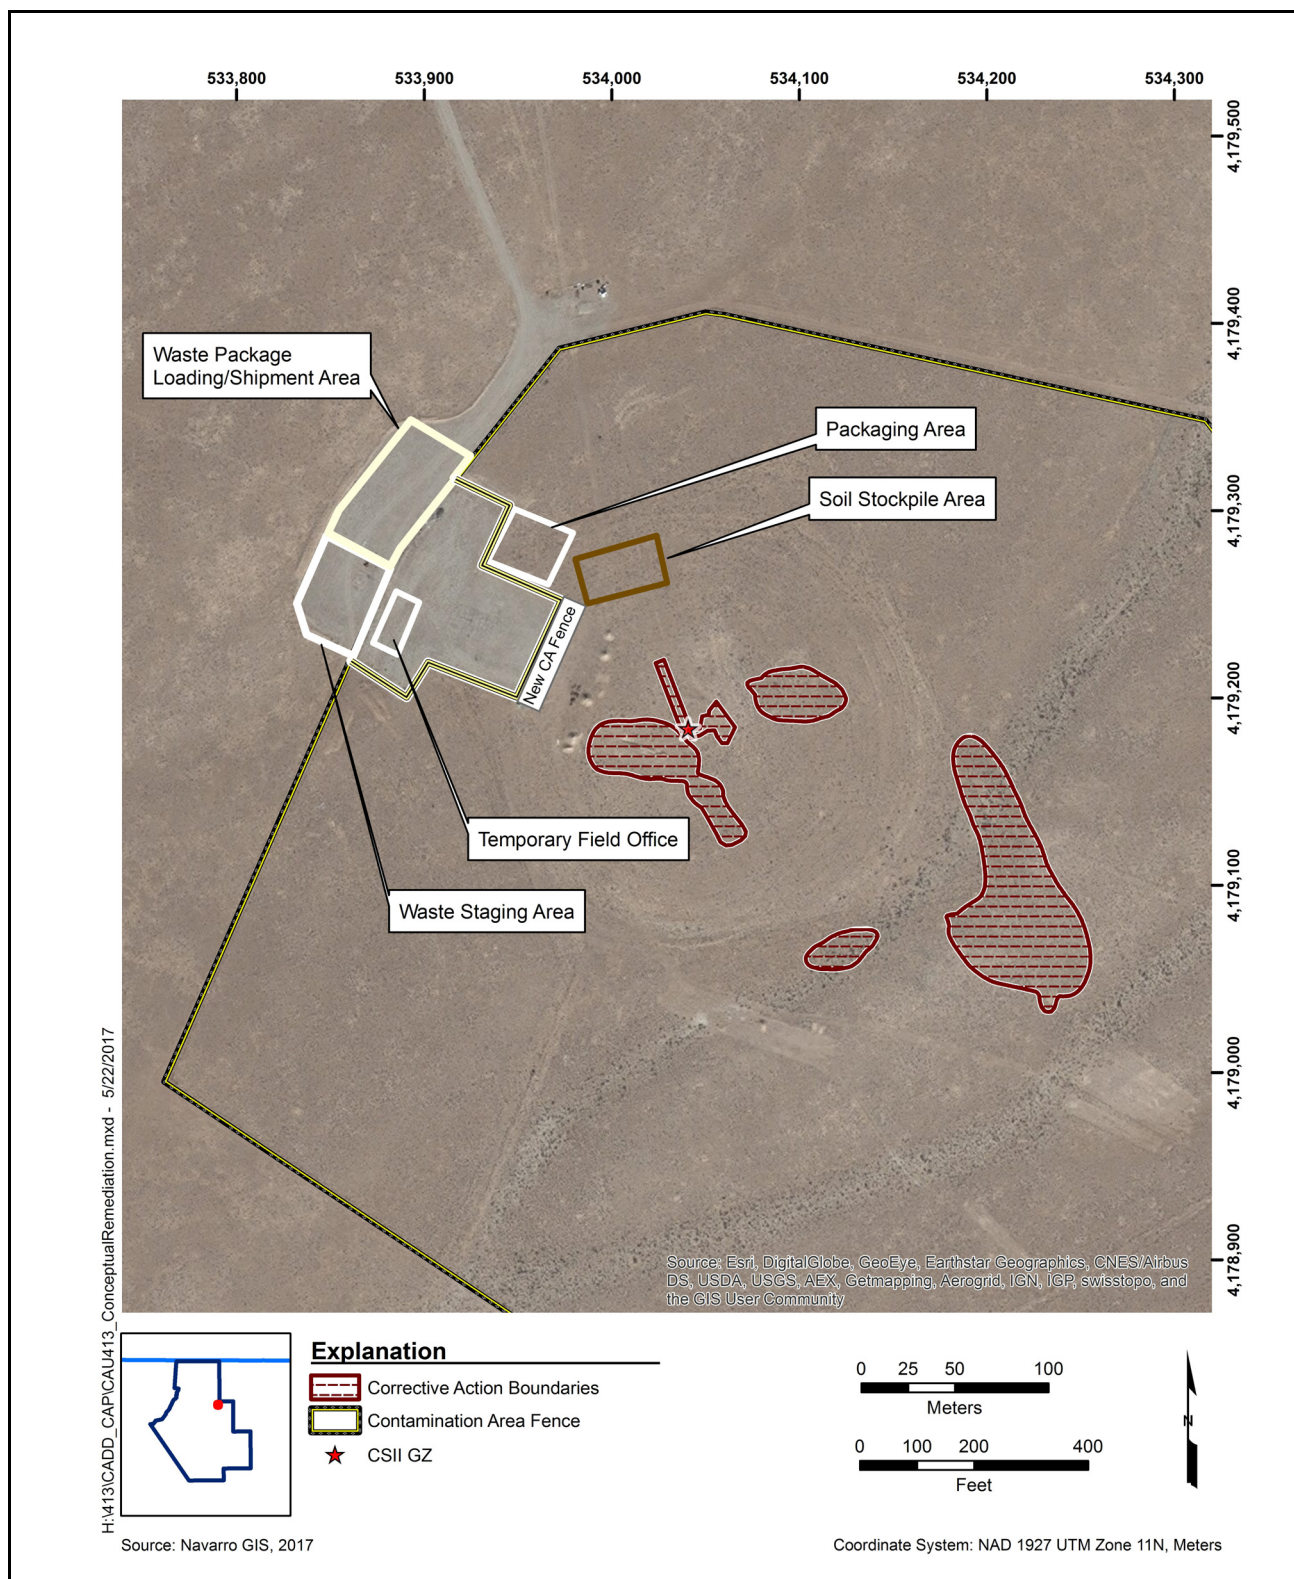 533,800
533,900
534,000
534,100
534,200
534,300
4,179,500
4,179,400
4,179,300
4,179,200
4,179,100
4,179,000
4,178,900
Waste Package
Loading/Shipment Area
Packaging Area
Soil Stockpile Area
New CA Fence
Temporary Field Office
Waste Staging Area
Source: Esri, DigitalGlobe, GeoEye, Earthstar Geographics, CNES/Airbus
DS, USDA, USGS, AEX, Getmapping, Aerogrid, IGN, IGP, swisstopo, and
the GIS User Community
H:\413\CADD_CAP\CAU413_ConceptualRemediation.mxd - 5/22/2017
Explanation
Corrective Action Boundaries
Contamination Area Fence
CSII GZ
0 25 50 100
Meters
0 100 200 400
Feet
N
Source: Navarro GIS, 2017
Coordinate System: NAD 1927 UTM Zone 11N, Meters